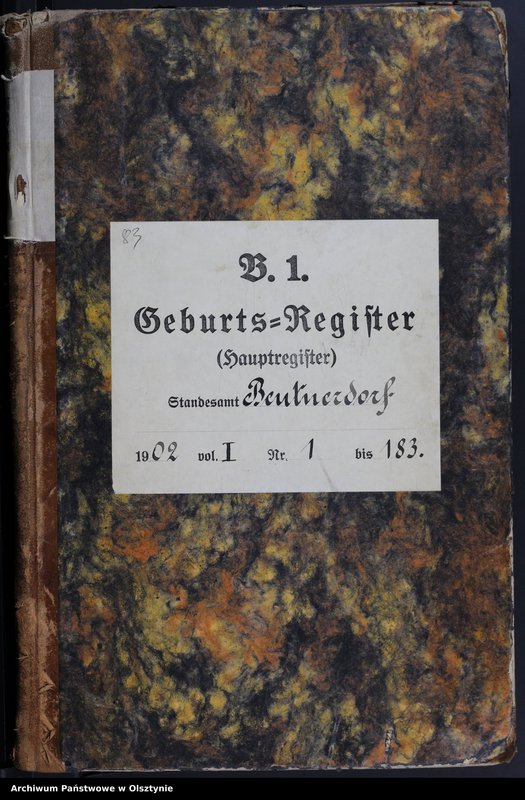 83
B. 1.
Geburts=Regiſter
(Hauptregiſter)
Standesamt Beutnerdorf
1902 vol. I Nr. 1 bis 183.
Archiwum Państwowe w Olsztynie